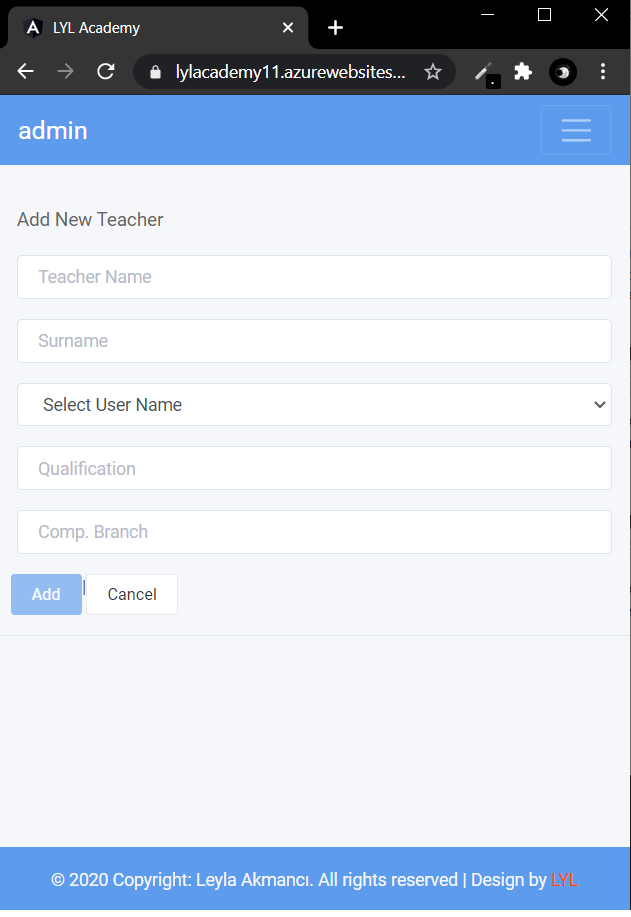 LYL Academy
lylacademy11.azurewebsites...
admin
Add New Teacher
Teacher Name
Surname
Select User Name
Qualification
Comp. Branch
Add | Cancel
© 2020 Copyright: Leyla Akmancı. All rights reserved | Design by LYL